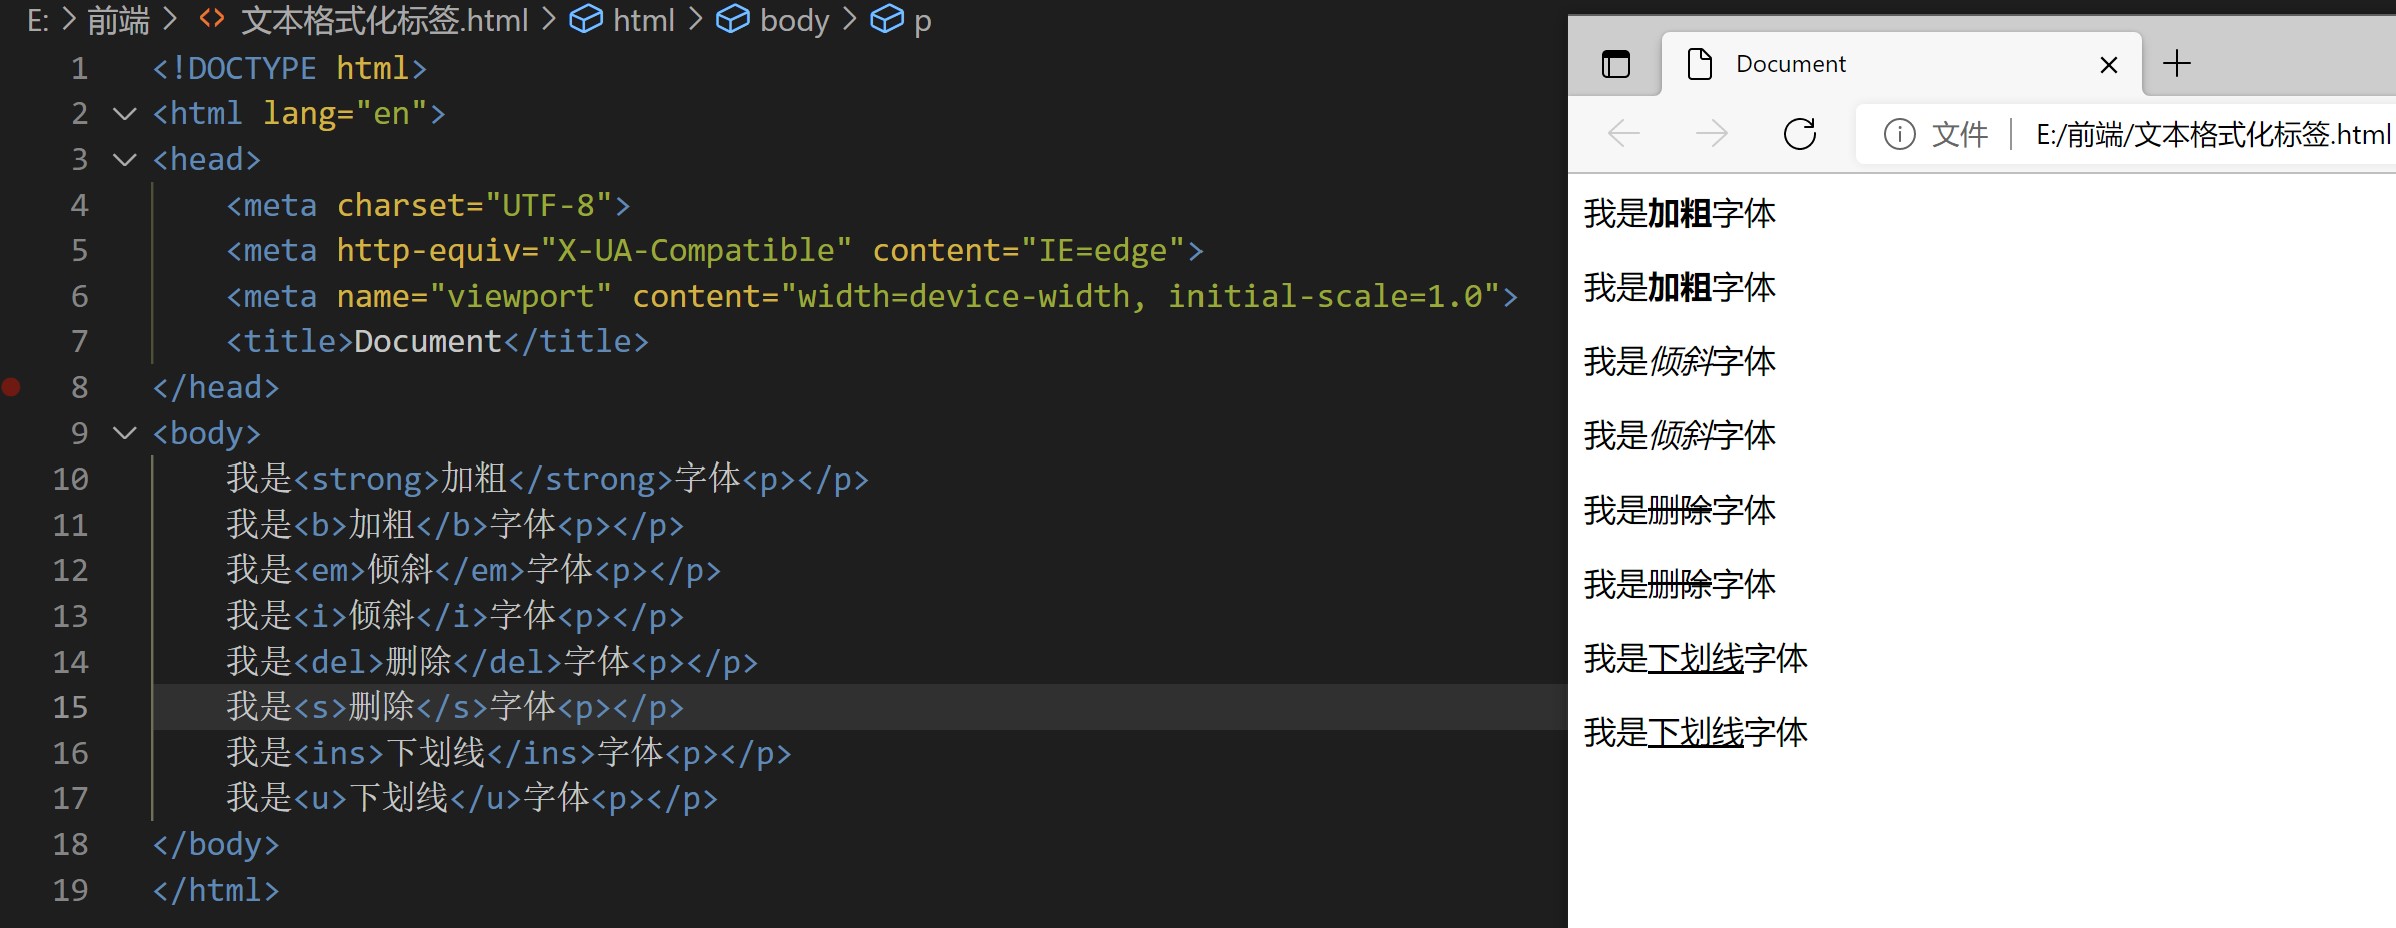 E: > 前端 > <> 文本格式化标签.html > html > body > p
1 <!DOCTYPE html>
2 <html lang="en">
3 <head>
4 <meta charset="UTF-8">
5 <meta http-equiv="X-UA-Compatible" content="IE=edge">
6 <meta name="viewport" content="width=device-width, initial-scale=1.0">
7 <title>Document</title>
8 </head>
9 <body>
10 我是<strong>加粗</strong>字体<p></p>
11 我是<b>加粗</b>字体<p></p>
12 我是<em>倾斜</em>字体<p></p>
13 我是<i>倾斜</i>字体<p></p>
14 我是<del>删除</del>字体<p></p>
15 我是<s>删除</s>字体<p></p>
16 我是<ins>下划线</ins>字体<p></p>
17 我是<u>下划线</u>字体<p></p>
18 </body>
19 </html>
Document
文件 | E:/前端/文本格式化标签.html
我是加粗字体
我是加粗字体
我是倾斜字体
我是倾斜字体
我是删除字体
我是删除字体
我是下划线字体
我是下划线字体